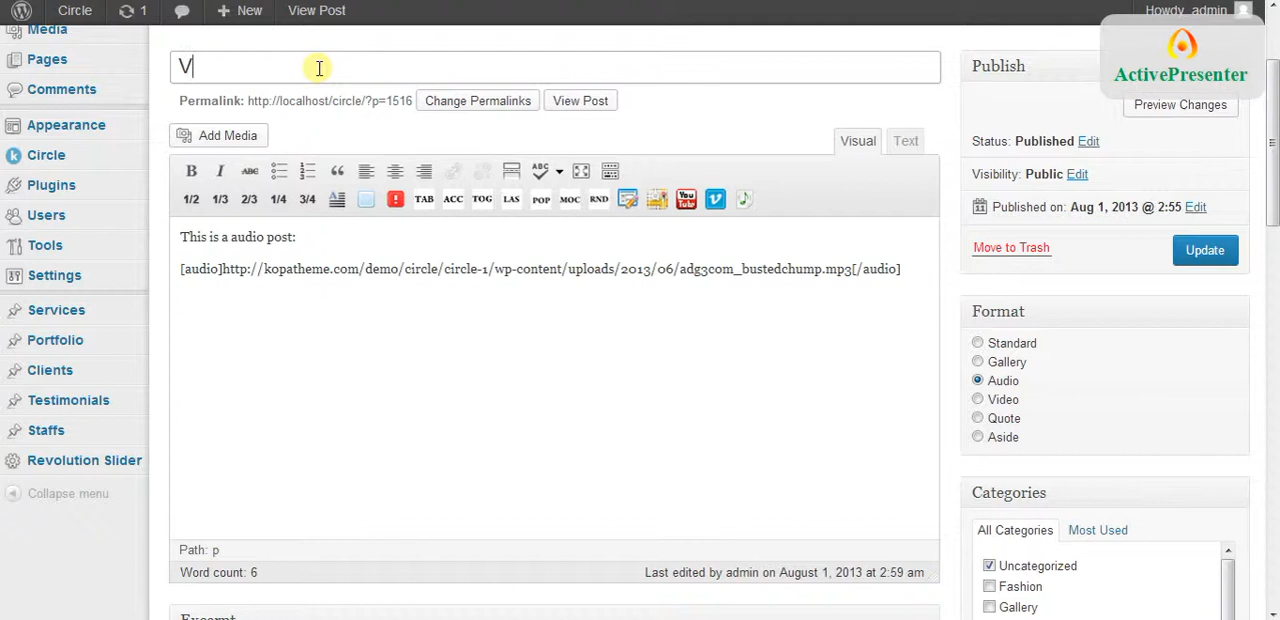 Circle
1
New
View Post
Howdy, admin
Media
Pages
Comments
Appearance
Circle
Plugins
Users
Tools
Settings
Services
Portfolio
Clients
Testimonials
Staffs
Revolution Slider
Collapse menu
V
Permalink: http://localhost/circle/?p=1516 Change Permalinks View Post
Add Media
Visual Text
B I ABC ABC
1/2 1/3 2/3 1/4 3/4 TAB ACC TOG LAS POP MOC RND You Tube
This is a audio post:
[audio]http://kopatheme.com/demo/circle/circle-1/wp-content/uploads/2013/06/adg3com_bustedchump.mp3[/audio]
Path: p
Word count: 6
Last edited by admin on August 1, 2013 at 2:59 am
Excerpt
ActivePresenter
Publish
Preview Changes
Status: Published Edit
Visibility: Public Edit
Published on: Aug 1, 2013 @ 2:55 Edit
Move to Trash
Update
Format
Standard
Gallery
Audio
Video
Quote
Aside
Categories
All Categories Most Used
Uncategorized
Fashion
Gallery